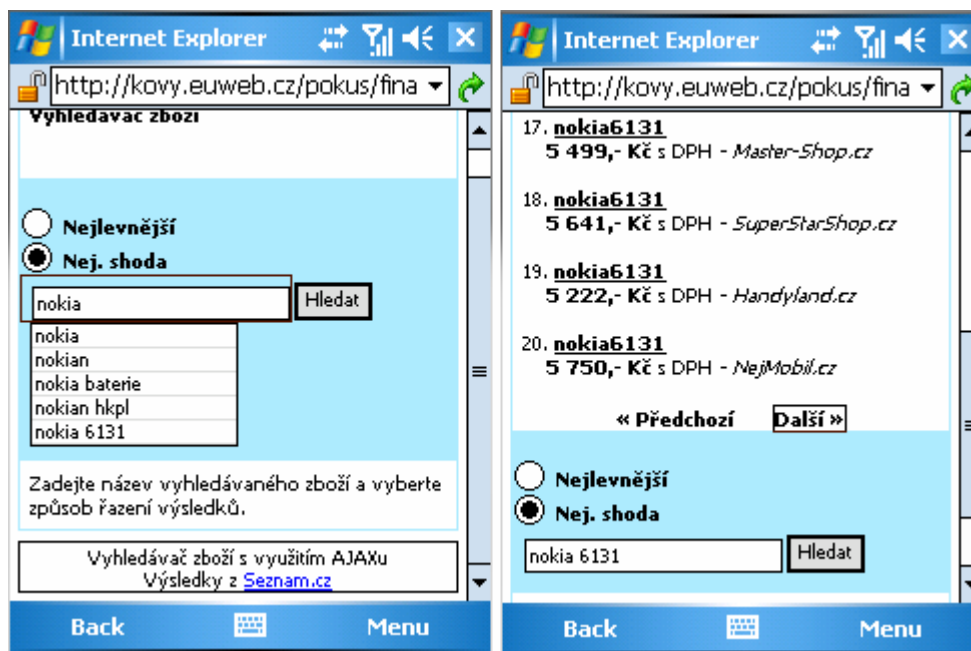 Internet Explorer
http://kovy.euweb.cz/pokus/fina
Vyhledávač zboží
Nejlevnější
Nej. shoda
nokia
Hledat
nokia
nokian
nokia baterie
nokian hkpl
nokia 6131
Zadejte název vyhledávaného zboží a vyberte
způsob řazení výsledků.
Vyhledávač zboží s využitím AJAXu
Výsledky z Seznam.cz
Back
Menu
Internet Explorer
http://kovy.euweb.cz/pokus/fina
17. nokia6131
5 499,- Kč s DPH - Master-Shop.cz
18. nokia6131
5 641,- Kč s DPH - SuperStarShop.cz
19. nokia6131
5 222,- Kč s DPH - Handyland.cz
20. nokia6131
5 750,- Kč s DPH - NejMobil.cz
« Předchozí Další »
Nejlevnější
Nej. shoda
nokia 6131
Hledat
Back
Menu